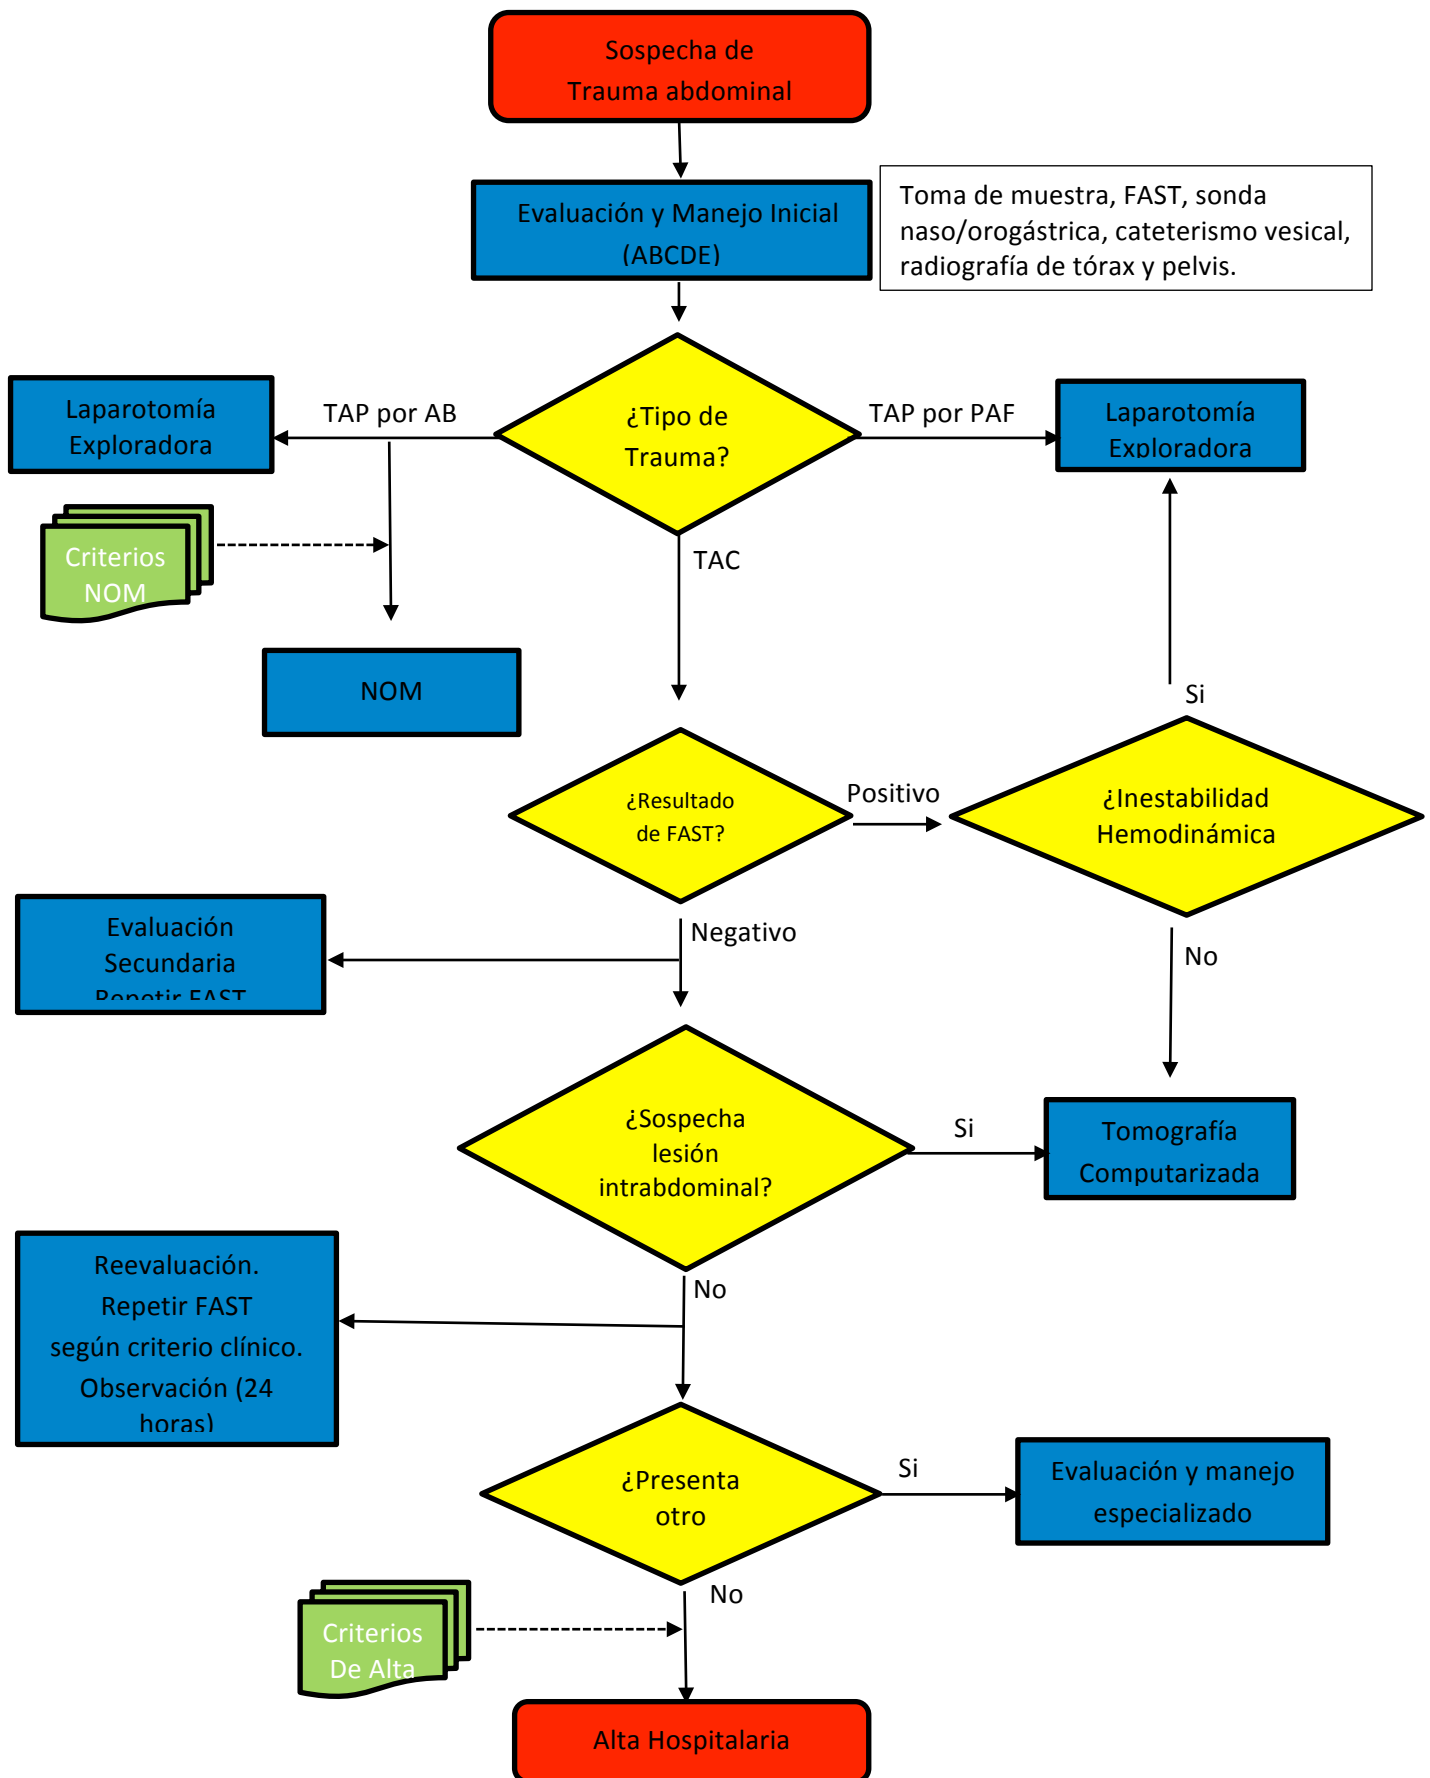 Sospecha de
Trauma abdominal
Evaluación y Manejo Inicial
(ABCDE)
Toma de muestra, FAST, sonda
naso/orogástrica, cateterismo vesical,
radiografía de tórax y pelvis.
Laparotomía
Exploradora
TAP por AB
¿Tipo de
Trauma?
TAP por PAF
Laparotomía
Exploradora
Criterios
NOM
TAC
NOM
Si
¿Resultado
de FAST?
Positivo
¿Inestabilidad
Hemodinámica
Evaluación
Secundaria
Repetir FAST
Negativo
No
¿Sospecha
lesión
intrabdominal?
Si
Tomografía
Computarizada
Reevaluación.
Repetir FAST
según criterio clínico.
Observación (24
horas)
No
¿Presenta
otro
Si
Evaluación y manejo
especializado
No
Criterios
De Alta
Alta Hospitalaria